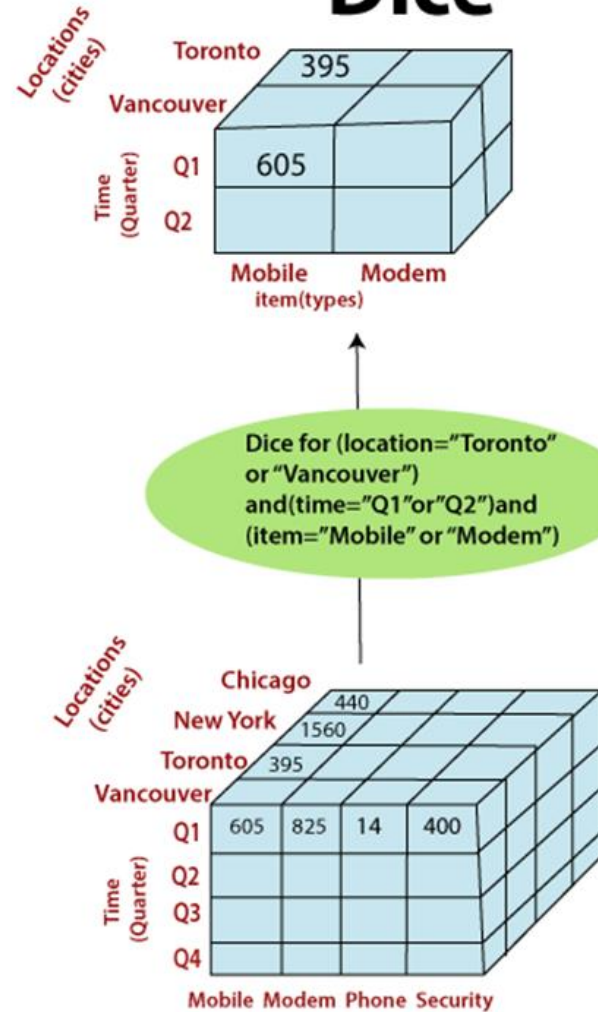 Dice
Locations
(cities)
Toronto
395
Vancouver
Q1
605
Time
(Quarter)
Q2
Mobile Modem
item(types)
Dice for (location="Toronto"
or "Vancouver")
and(time="Q1"or"Q2")and
(item="Mobile" or "Modem")
Locations
(cities)
Chicago
440
New York
1560
Toronto
395
Vancouver
Q1
605 825 14 400
Q2
Time
(Quarter)
Q3
Q4
Mobile Modem Phone Security